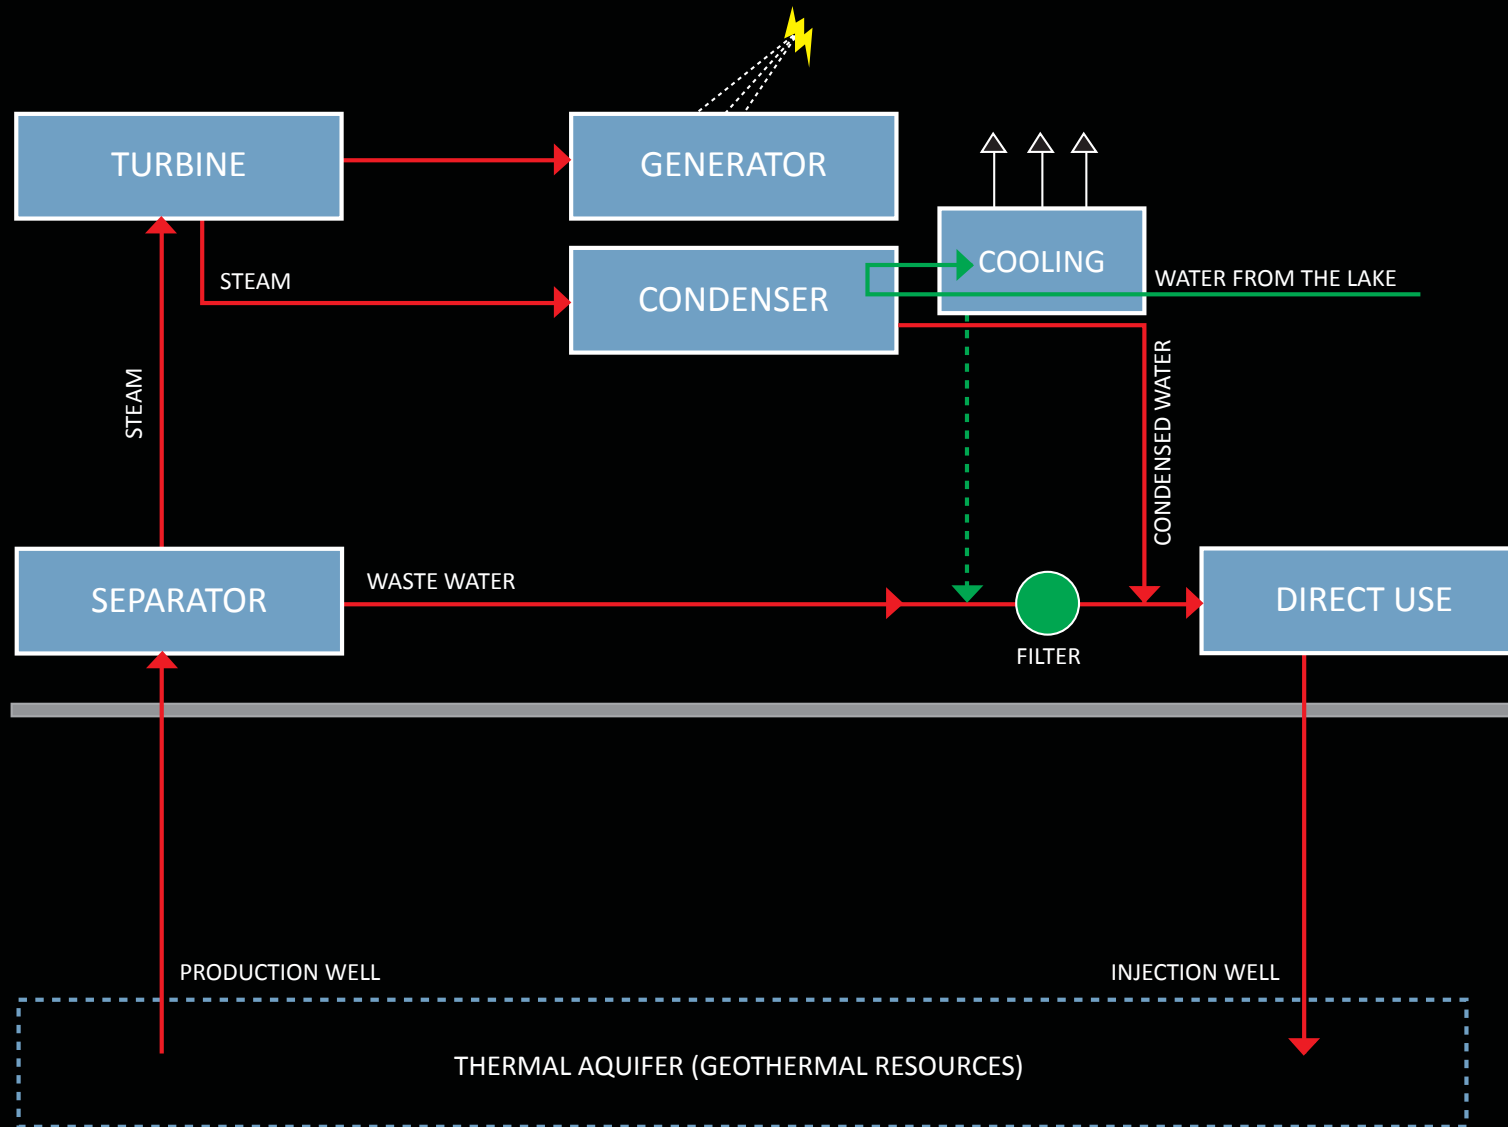 TURBINE
GENERATOR
COOLING
STEAM
CONDENSER
WATER FROM THE LAKE
STEAM
CONDENSED WATER
SEPARATOR
WASTE WATER
DIRECT USE
FILTER
PRODUCTION WELL
INJECTION WELL
THERMAL AQUIFER (GEOTHERMAL RESOURCES)